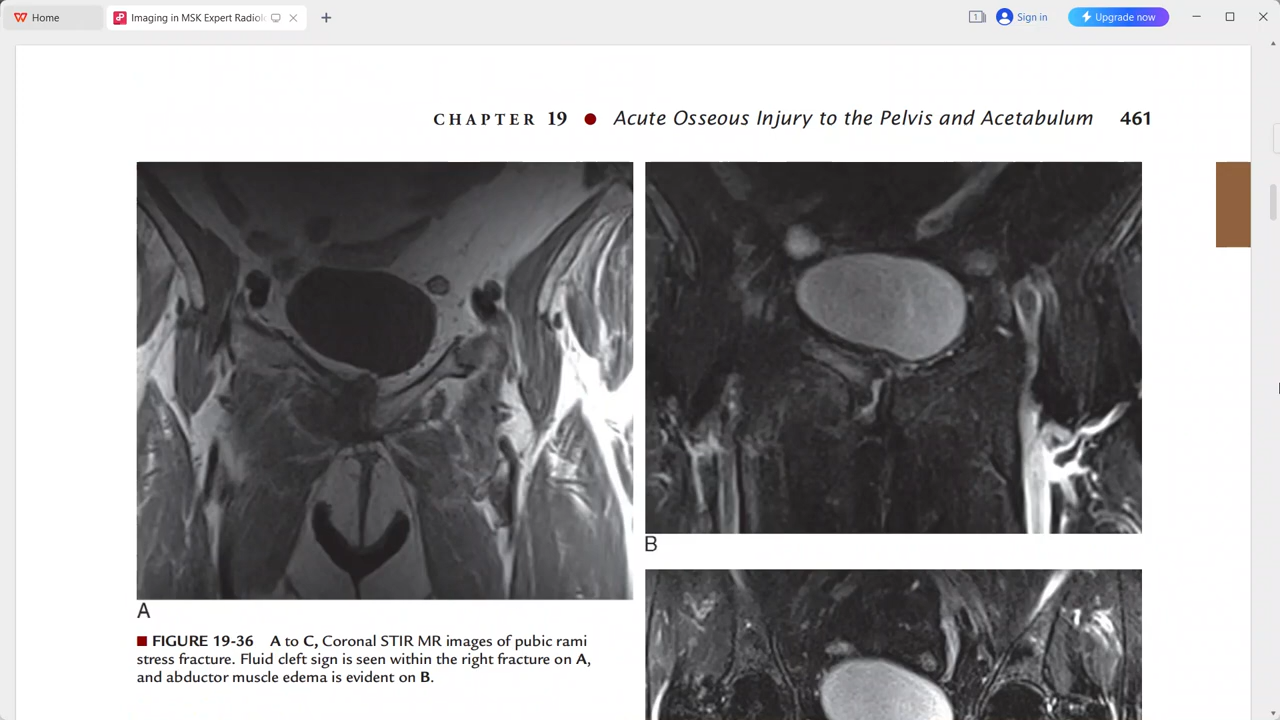 Home
Imaging in MSK Expert Radiol
1
Sign in
Upgrade now
CHAPTER 19 ● Acute Osseous Injury to the Pelvis and Acetabulum 461
A
B
■ FIGURE 19-36 A to C, Coronal STIR MR images of pubic rami
stress fracture. Fluid cleft sign is seen within the right fracture on A,
and abductor muscle edema is evident on B.